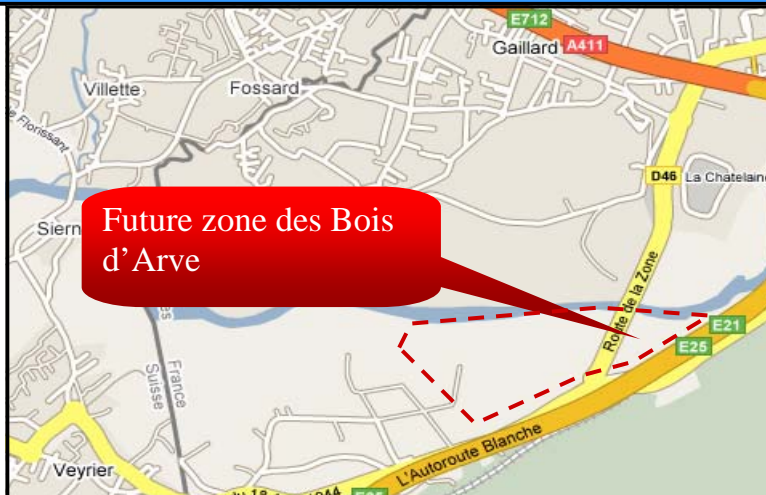 E712
Gaillard A411
Villette
Fossard
Florissant
D46
La Chatelaine
Future zone des Bois
d'Arve
Siern
Route de la Zone
E21
E25
France
Suisse
L'Autoroute Blanche
Veyrier